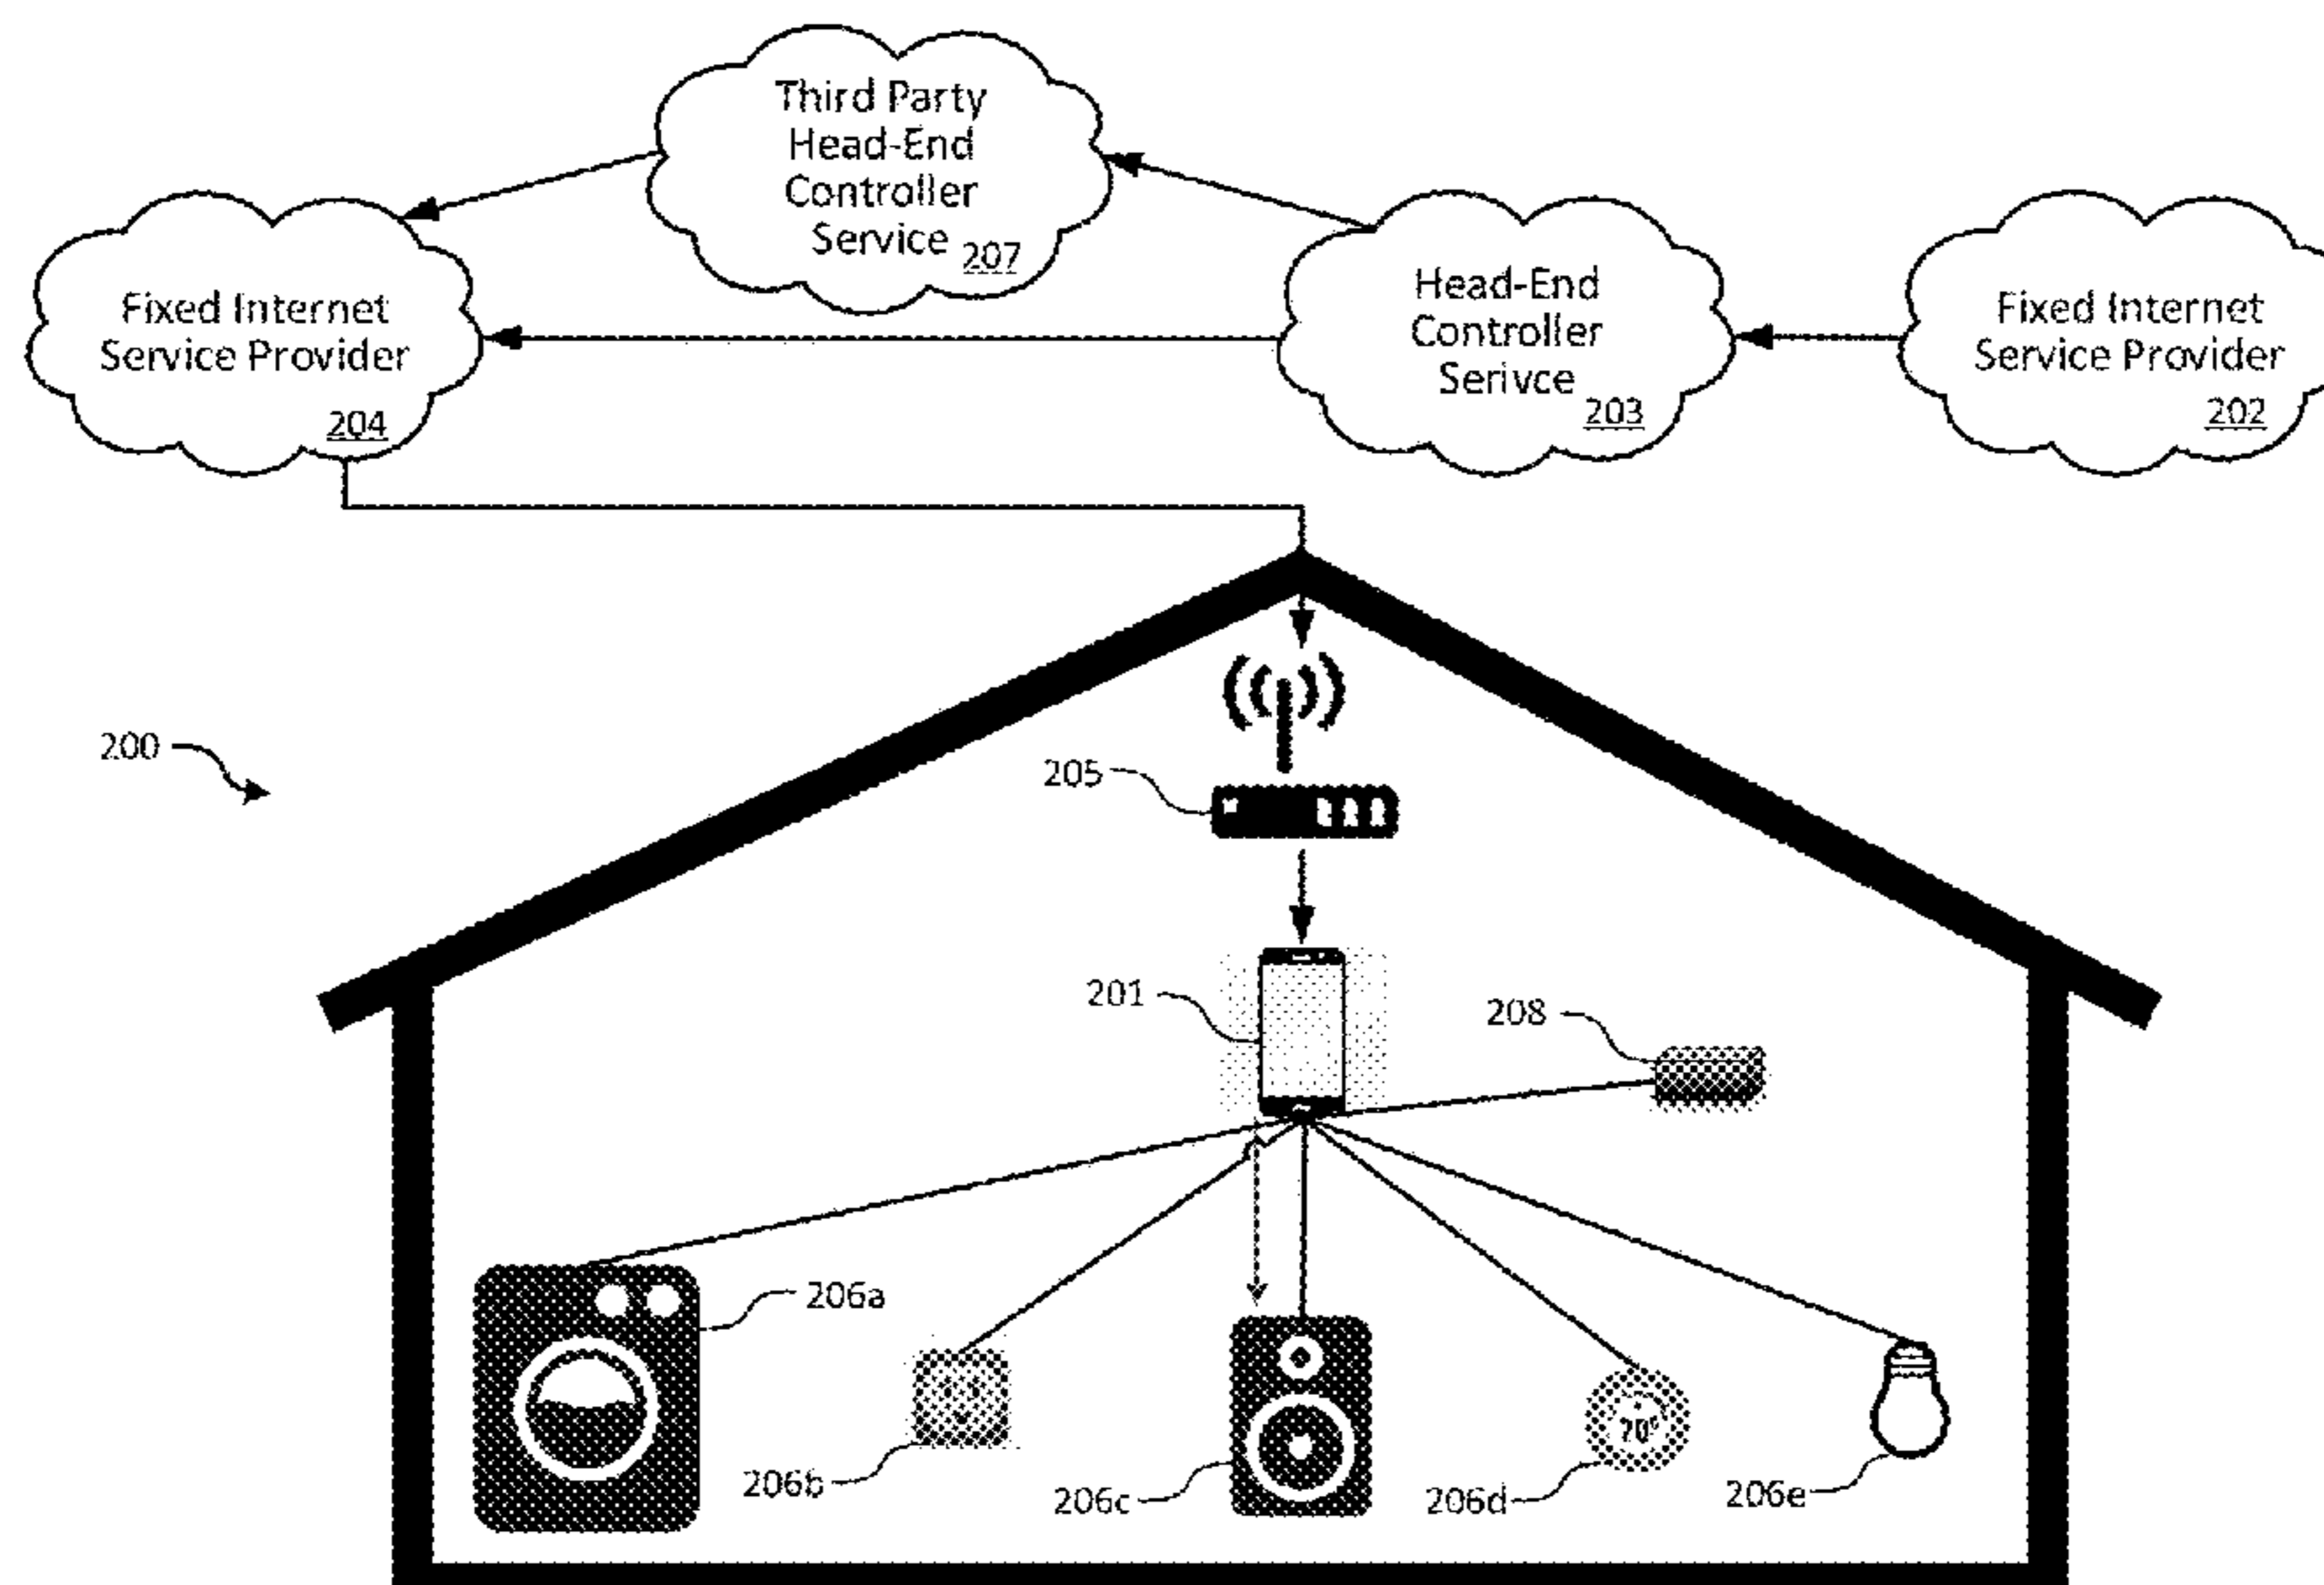 Third Party
Head-End
Controller
Service 207
Fixed Internet
Service Provider
204
Head-End
Controller
Serivce
203
Fixed Internet
Service Provider
202
200
205
201
208
206a
206b
206c
206d
206e
70°